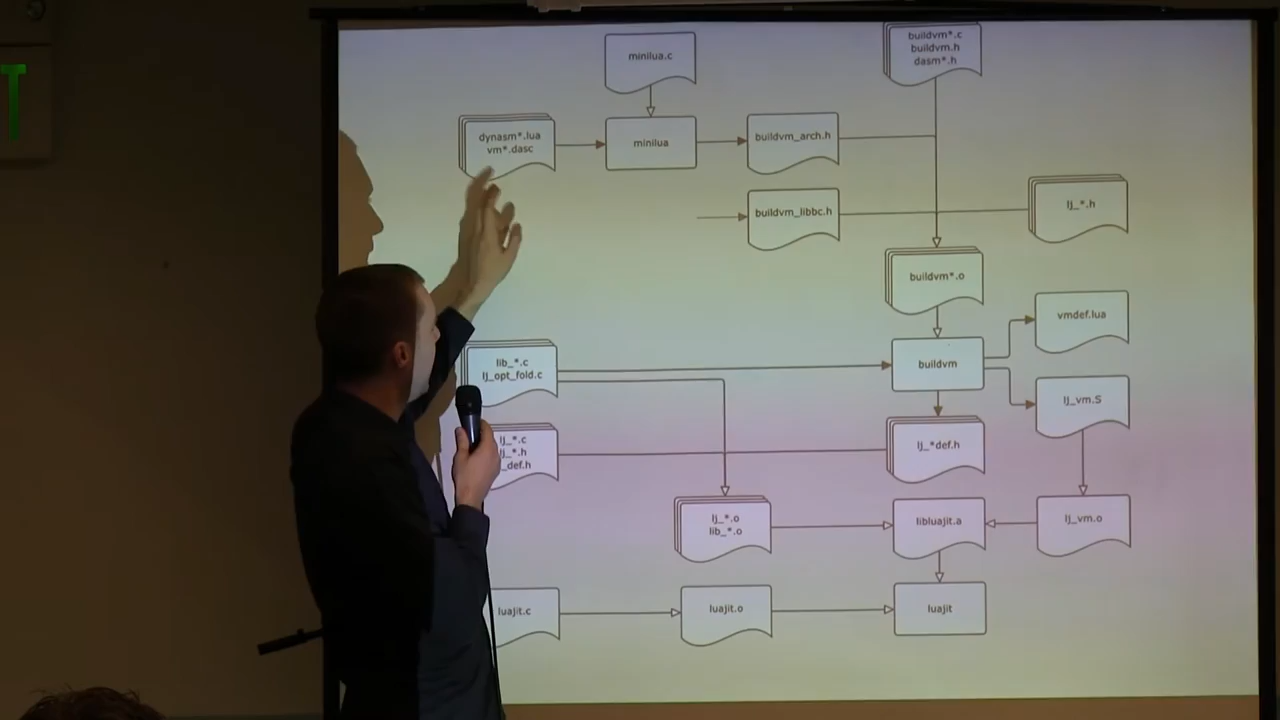 minilua.c
buildvm*.c
buildvm.h
dasm*.h
dynasm*.lua
vm*.dasc
minilua
buildvm_arch.h
buildvm_libbc.h
lj_*.h
buildvm*.o
vmdef.lua
lib_*.c
lj_opt_fold.c
buildvm
lj_vm.S
lj_*.c
lj_*.h
_def.h
lj_*def.h
lj_*.o
lib_*.o
libluajit.a
lj_vm.o
luajit.c
luajit.o
luajit
T